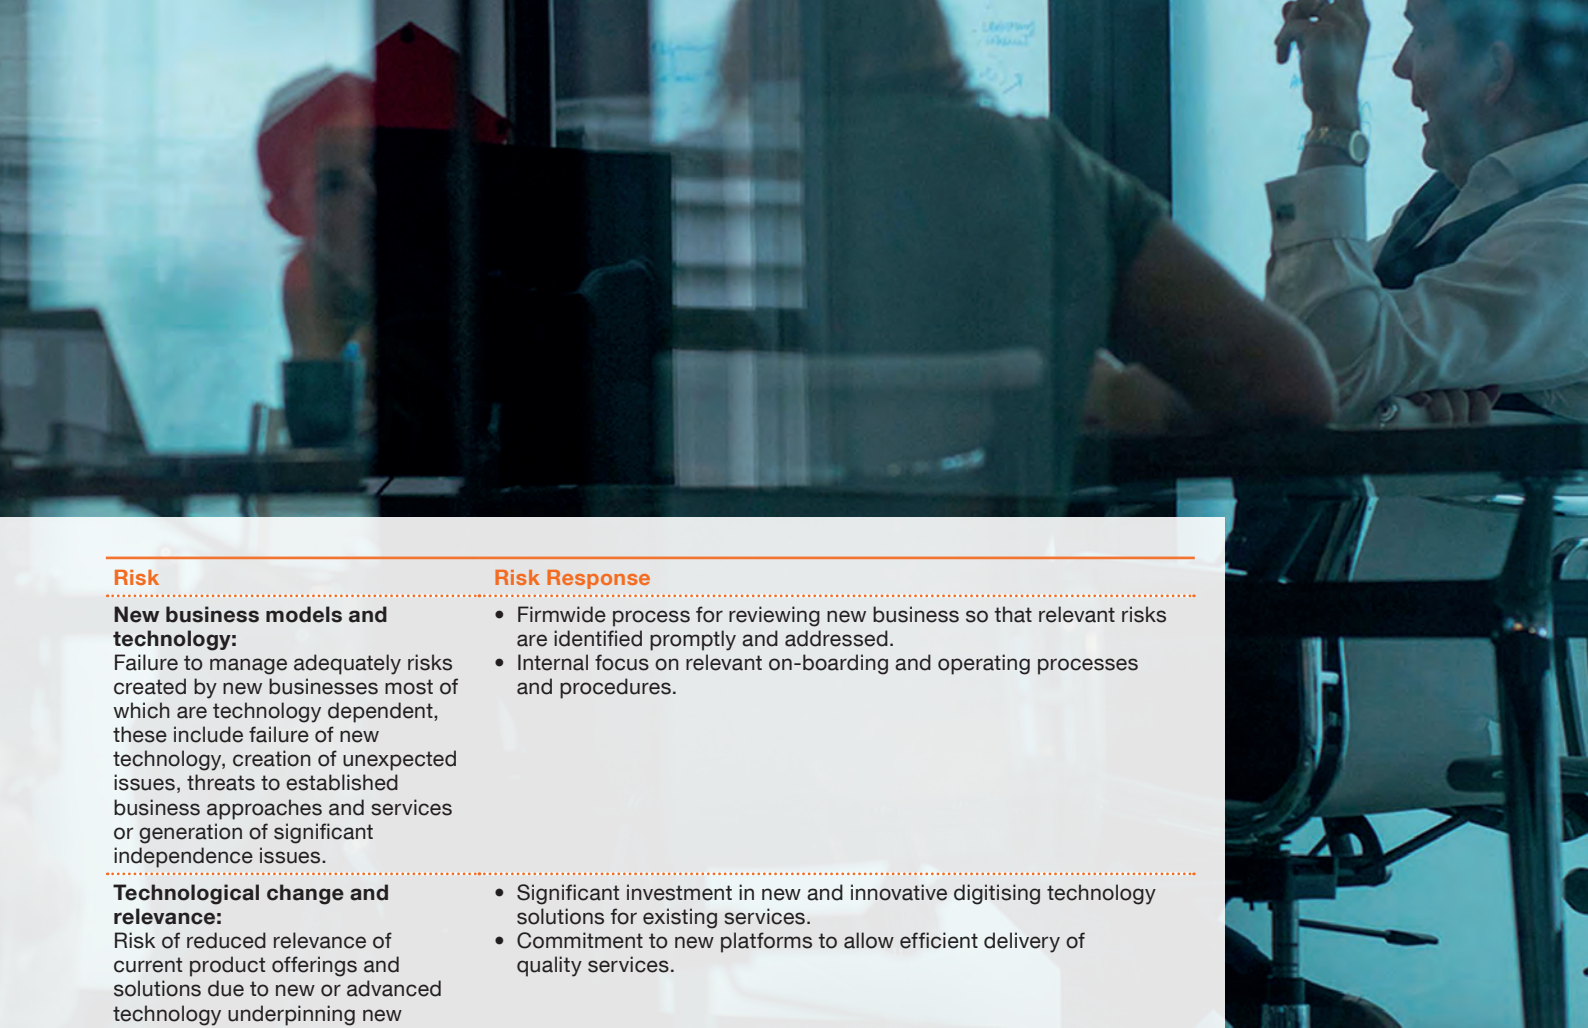 Risk
Risk Response
New business models and
technology:
Failure to manage adequately risks
created by new businesses most of
which are technology dependent,
these include failure of new
technology, creation of unexpected
issues, threats to established
business approaches and services
or generation of significant
independence issues.
• Firmwide process for reviewing new business so that relevant risks
are identified promptly and addressed.
• Internal focus on relevant on-boarding and operating processes
and procedures.
Technological change and
relevance:
Risk of reduced relevance of
current product offerings and
solutions due to new or advanced
technology underpinning new
• Significant investment in new and innovative digitising technology
solutions for existing services.
• Commitment to new platforms to allow efficient delivery of
quality services.